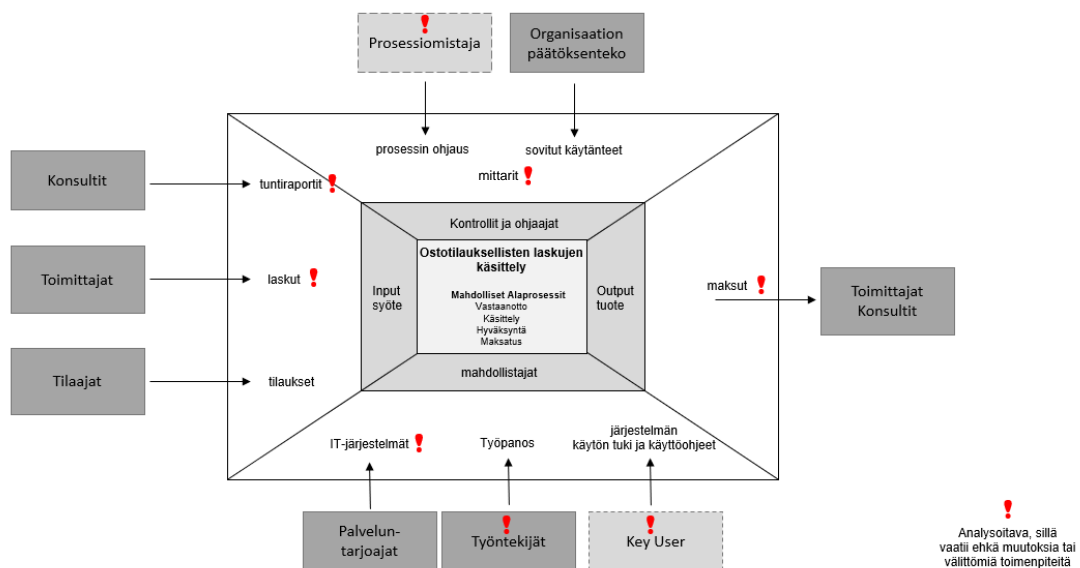 Prosessiomistaja
Organisaation
päätöksenteko
prosessin ohjaus
sovitut käytänteet
mittarit
Konsultit
tuntiraportit
Kontrollit ja ohjaajat
Toimittajat
laskut
Input
syöte
Ostotilauksellisten laskujen
käsittely
Mahdolliset Alaprosessit
Vastaanotto
Käsittely
Hyväksyntä
Maksatus
Output
tuote
maksut
Toimittajat
Konsultit
Tilaajat
tilaukset
mahdollistajat
IT-järjestelmät
Työpanos
järjestelmän
käytön tuki ja käyttöohjeet
Palvelun-
tarjoajat
Työntekijät
Key User
Analysoitava, sillä
vaatii ehkä muutoksia tai
välittömiä toimenpiteitä